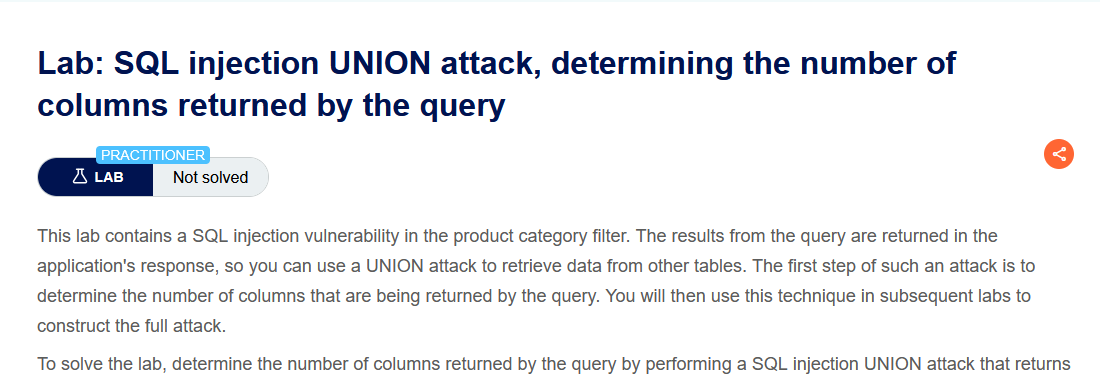 Lab: SQL injection UNION attack, determining the number of
columns returned by the query
PRACTITIONER
LAB
Not solved
This lab contains a SQL injection vulnerability in the product category filter. The results from the query are returned in the
application's response, so you can use a UNION attack to retrieve data from other tables. The first step of such an attack is to
determine the number of columns that are being returned by the query. You will then use this technique in subsequent labs to
construct the full attack.
To solve the lab, determine the number of columns returned by the query by performing a SQL injection UNION attack that returns